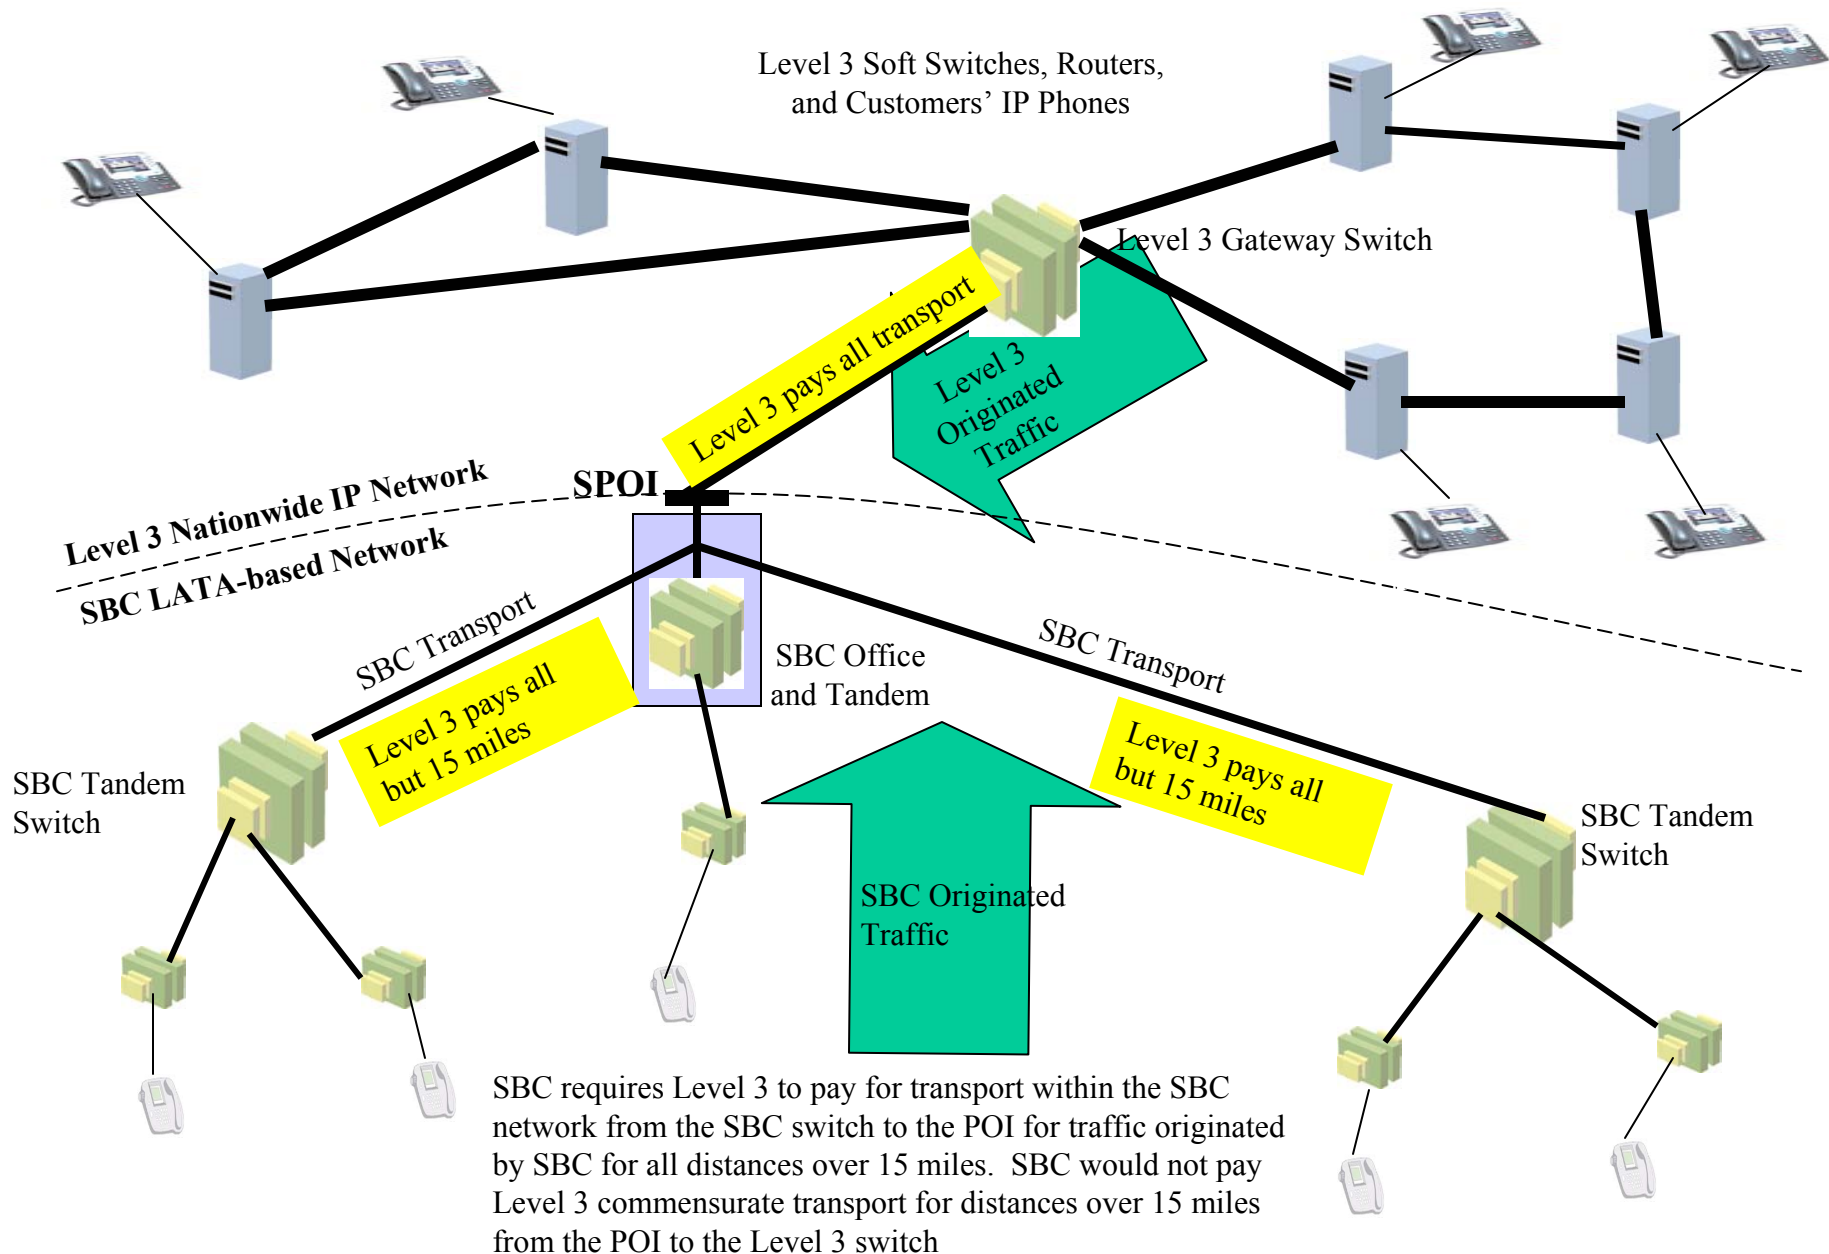 Level 3 Soft Switches, Routers,
and Customers’ IP Phones
Level 3 Gateway Switch
Level 3 pays all transport
Level 3
Originated
Traffic
SPOI
Level 3 Nationwide IP Network
SBC LATA-based Network
SBC Transport
SBC Transport
SBC Office
and Tandem
Level 3 pays all
but 15 miles
Level 3 pays all
but 15 miles
SBC Tandem
Switch
SBC Tandem
Switch
SBC Originated
Traffic
SBC requires Level 3 to pay for transport within the SBC
network from the SBC switch to the POI for traffic originated
by SBC for all distances over 15 miles.  SBC would not pay
Level 3 commensurate transport for distances over 15 miles
from the POI to the Level 3 switch